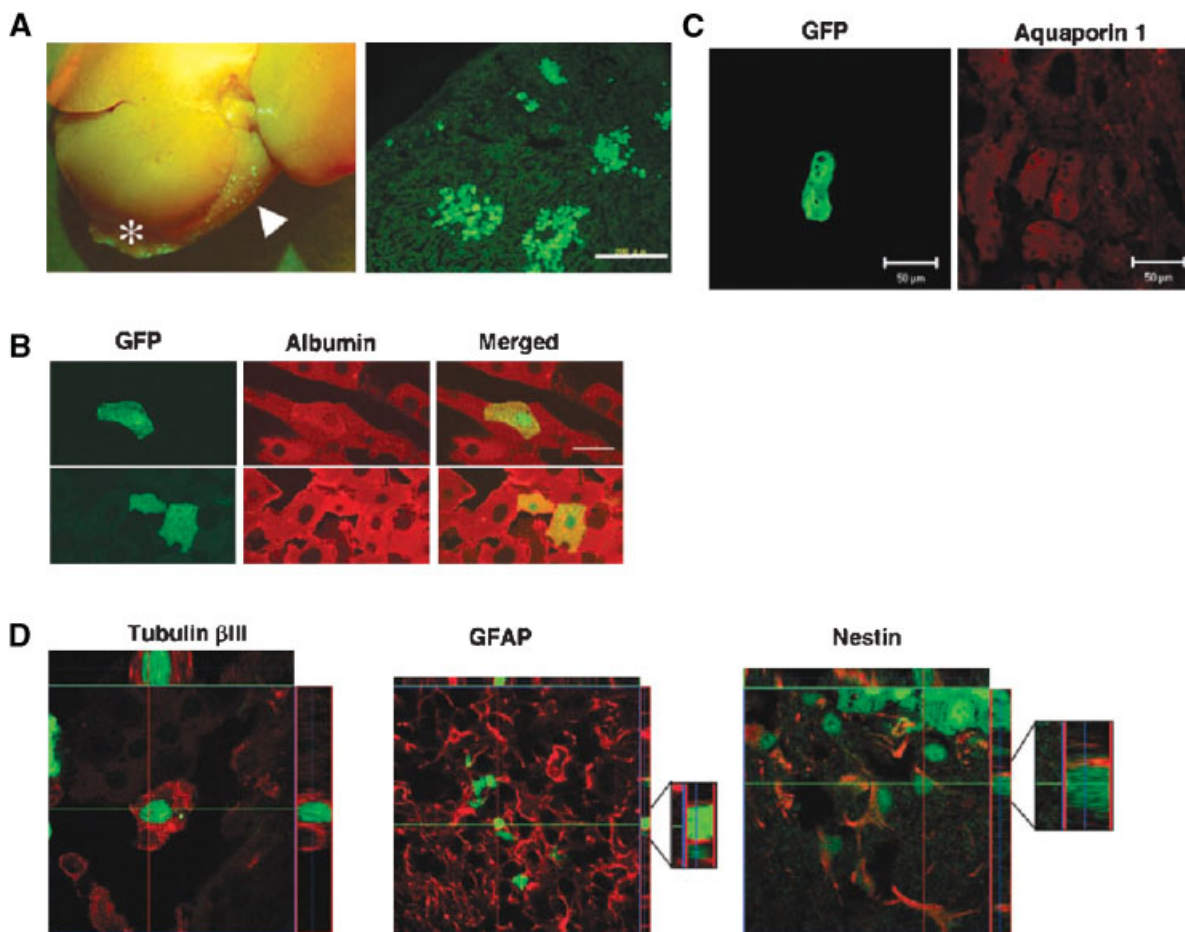 A
*
C
GFP
Aquaporin 1
50 µm
50 µm
B
GFP
Albumin
Merged
D
Tubulin βIII
GFAP
Nestin